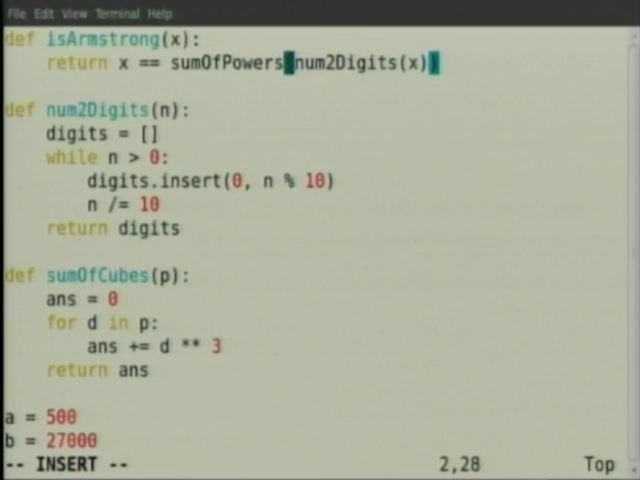 File Edit View Terminal Help
def isArmstrong(x):
    return x == sumOfPowers(num2Digits(x))

def num2Digits(n):
    digits = []
    while n > 0:
        digits.insert(0, n % 10)
        n /= 10
    return digits

def sumOfCubes(p):
    ans = 0
    for d in p:
        ans += d ** 3
    return ans

a = 500
b = 27000
-- INSERT -- 2,28 Top